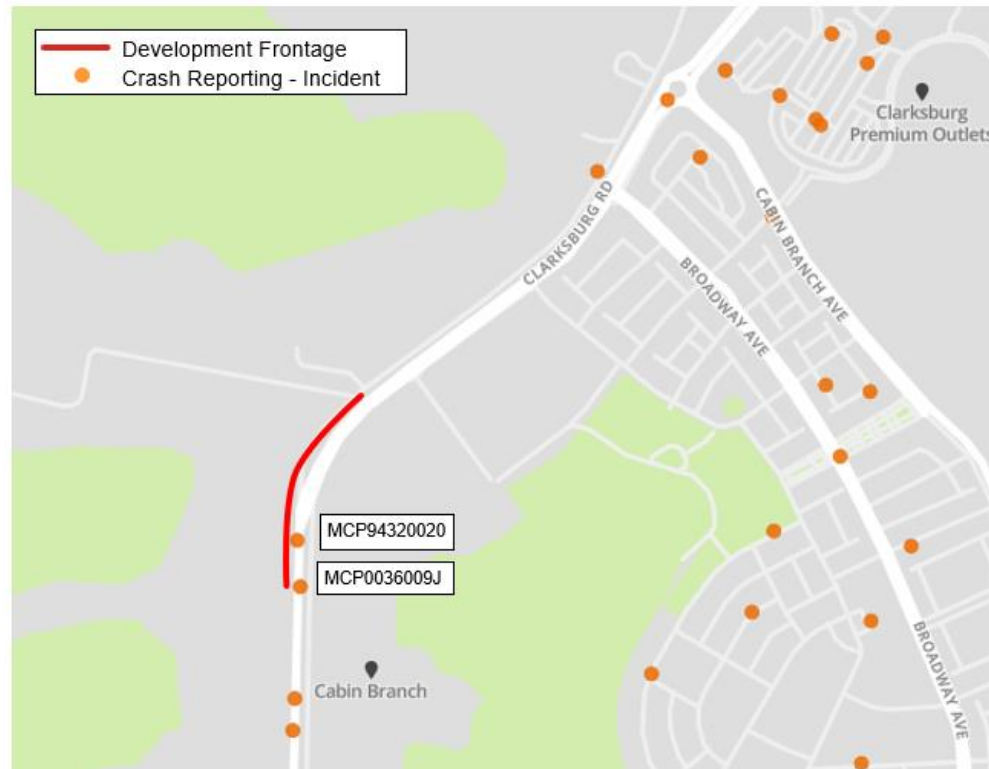 Development Frontage
Crash Reporting - Incident
Clarksburg
Premium Outlets
CLARKSBURG RD
CABIN BRANCH AVE
BROADWAY AVE
MCP94320020
MCP0036009J
Cabin Branch
BROADWAY AVE